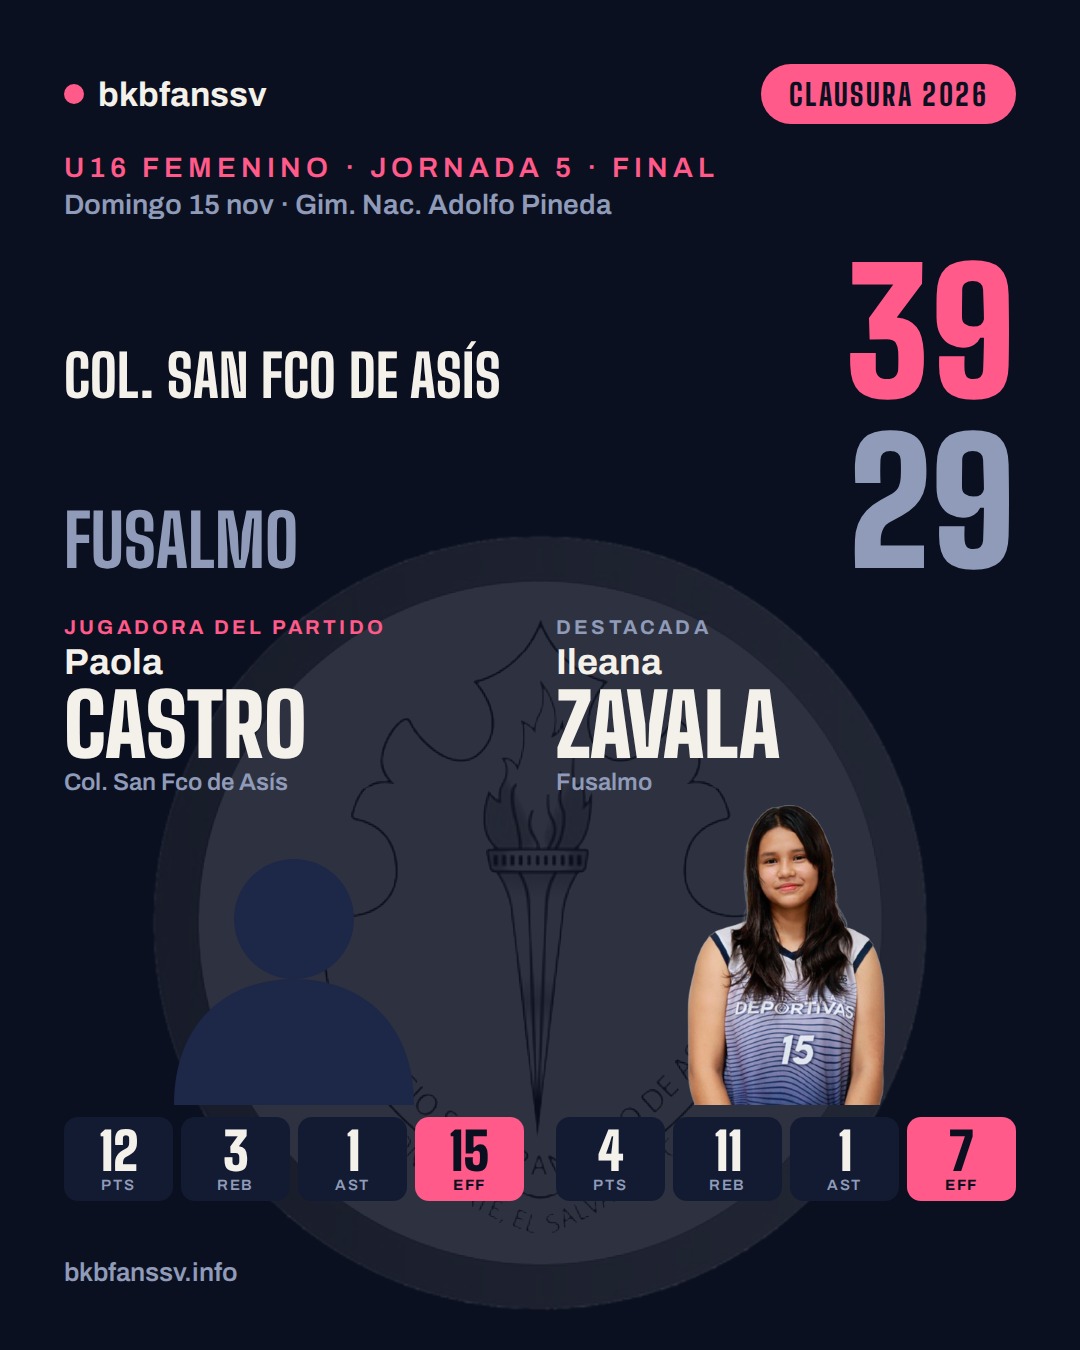 bkbfanssv
CLAUSURA 2026
U16 FEMENINO · JORNADA 5 · FINAL
Domingo 15 nov · Gim. Nac. Adolfo Pineda
COL. SAN FCO DE ASÍS
39
FUSALMO
29
JUGADORA DEL PARTIDO
Paola
CASTRO
Col. San Fco de Asís
DESTACADA
Ileana
ZAVALA
Fusalmo
DEPORTIVAS
15
12
PTS
3
REB
1
AST
15
EFF
4
PTS
11
REB
1
AST
7
EFF
EL SALV
bkbfanssv.info